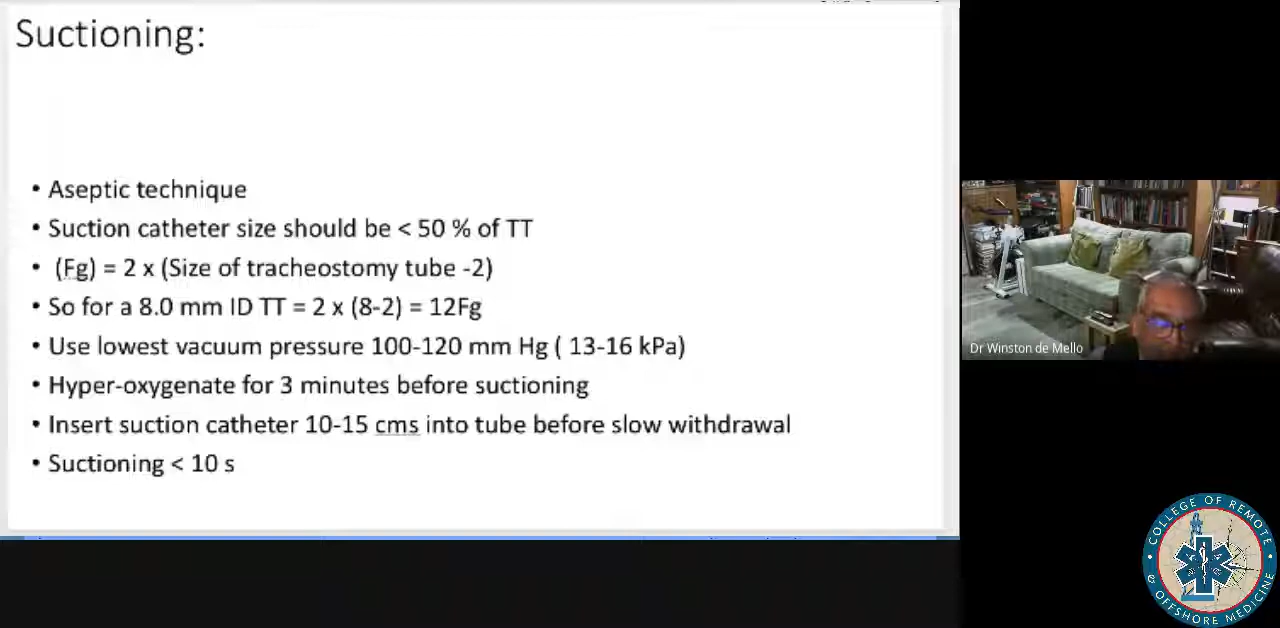 Suctioning:
• Aseptic technique
• Suction catheter size should be < 50 % of TT
• (Fg) = 2 x (Size of tracheostomy tube -2)
• So for a 8.0 mm ID TT = 2 x (8-2) = 12Fg
• Use lowest vacuum pressure 100-120 mm Hg ( 13-16 kPa)
• Hyper-oxygenate for 3 minutes before suctioning
• Insert suction catheter 10-15 cms into tube before slow withdrawal
• Suctioning < 10 s
Dr Winston de Mello
COLLEGE OF REMOTE
& OFFSHORE MEDICINE